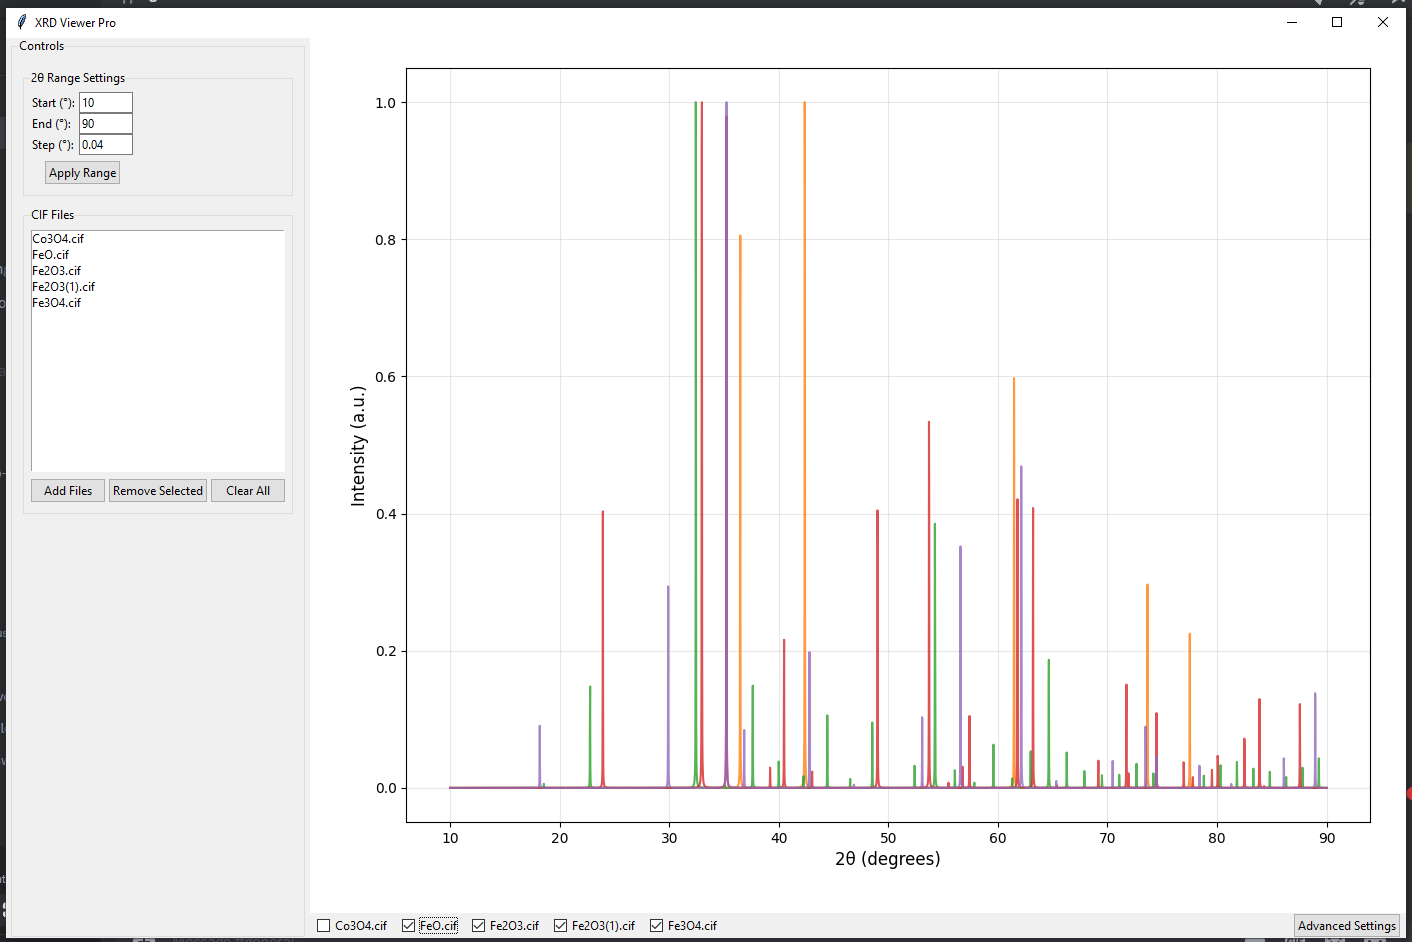 XRD Viewer Pro
Controls
2θ Range Settings
Start (°): 10
End (°): 90
Step (°): 0.04
Apply Range
CIF Files
Co3O4.cif
FeO.cif
Fe2O3.cif
Fe2O3(1).cif
Fe3O4.cif
Add Files Remove Selected Clear All
1.0
0.8
0.6
0.4
0.2
0.0
Intensity (a.u.)
10 20 30 40 50 60 70 80 90
2θ (degrees)
Co3O4.cif FeO.cif Fe2O3.cif Fe2O3(1).cif Fe3O4.cif Advanced Settings